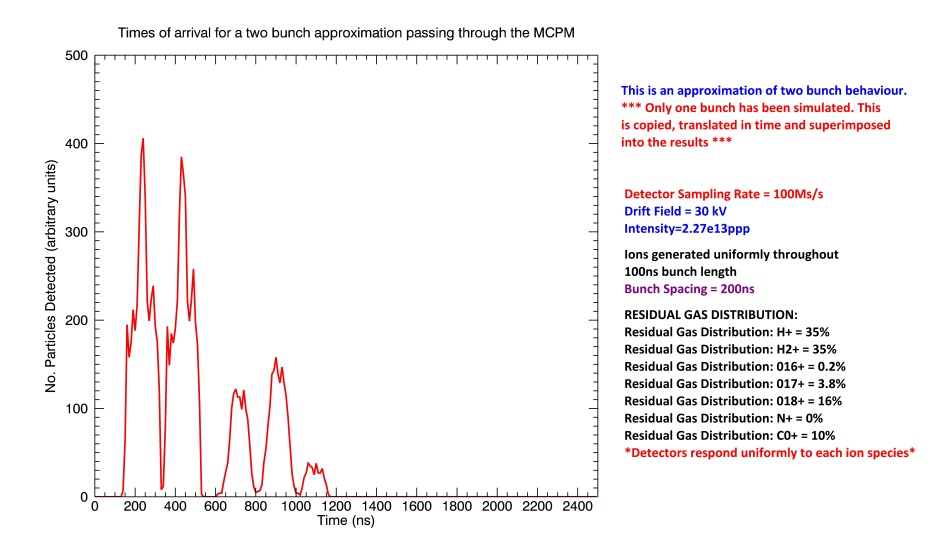 Times of arrival for a two bunch approximation passing through the MCPM
500
400
300
200
100
0
No. Particles Detected (arbitrary units)
0 200 400 600 800 1000 1200 1400 1600 1800 2000 2200 2400
Time (ns)
This is an approximation of two bunch behaviour.
*** Only one bunch has been simulated. This
is copied, translated in time and superimposed
into the results ***
Detector Sampling Rate = 100Ms/s
Drift Field = 30 kV
Intensity=2.27e13ppp
Ions generated uniformly throughout
100ns bunch length
Bunch Spacing = 200ns
RESIDUAL GAS DISTRIBUTION:
Residual Gas Distribution: H+ = 35%
Residual Gas Distribution: H2+ = 35%
Residual Gas Distribution: 016+ = 0.2%
Residual Gas Distribution: 017+ = 3.8%
Residual Gas Distribution: 018+ = 16%
Residual Gas Distribution: N+ = 0%
Residual Gas Distribution: C0+ = 10%
*Detectors respond uniformly to each ion species*